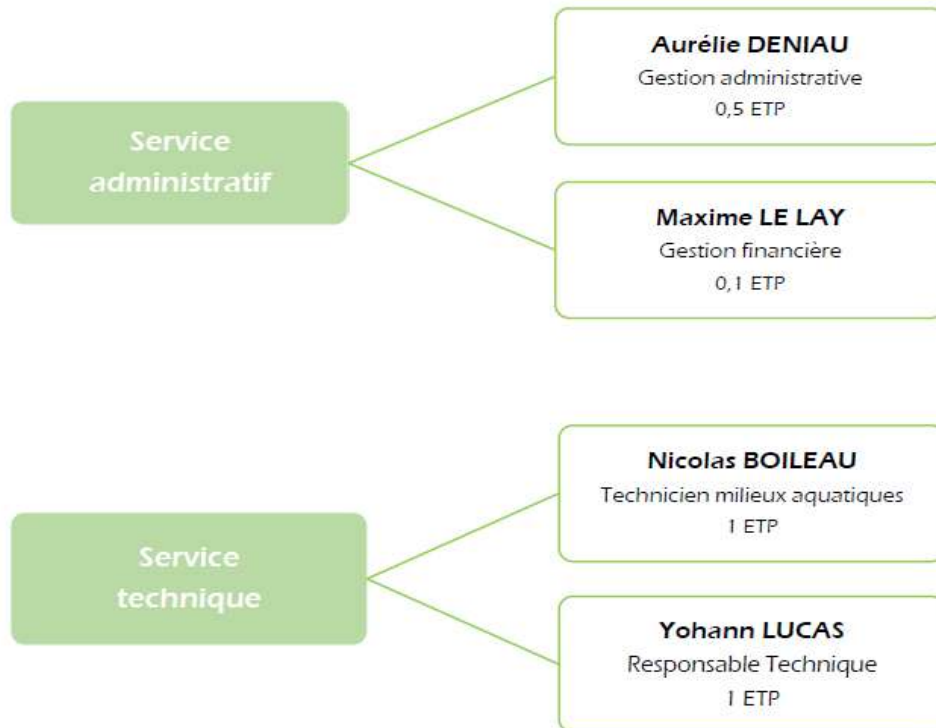 Service
administratif
Aurélie DENIAU
Gestion administrative
0,5 ETP
Maxime LE LAY
Gestion financière
0,1 ETP
Service
technique
Nicolas BOILEAU
Technicien milieux aquatiques
1 ETP
Yohann LUCAS
Responsable Technique
1 ETP